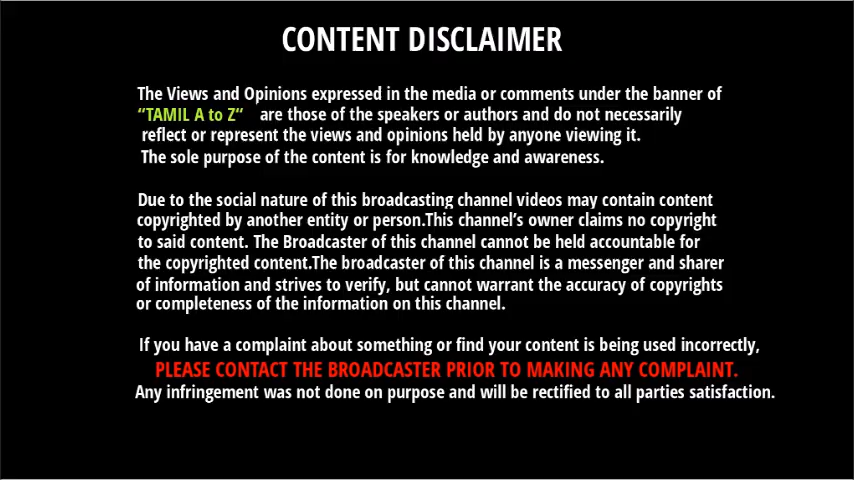 CONTENT DISCLAIMER
The Views and Opinions expressed in the media or comments under the banner of
“TAMIL A to Z” are those of the speakers or authors and do not necessarily
reflect or represent the views and opinions held by anyone viewing it.
The sole purpose of the content is for knowledge and awareness.
Due to the social nature of this broadcasting channel videos may contain content
copyrighted by another entity or person.This channel’s owner claims no copyright
to said content. The Broadcaster of this channel cannot be held accountable for
the copyrighted content.The broadcaster of this channel is a messenger and sharer
of information and strives to verify, but cannot warrant the accuracy of copyrights
or completeness of the information on this channel.
If you have a complaint about something or find your content is being used incorrectly,
PLEASE CONTACT THE BROADCASTER PRIOR TO MAKING ANY COMPLAINT.
Any infringement was not done on purpose and will be rectified to all parties satisfaction.